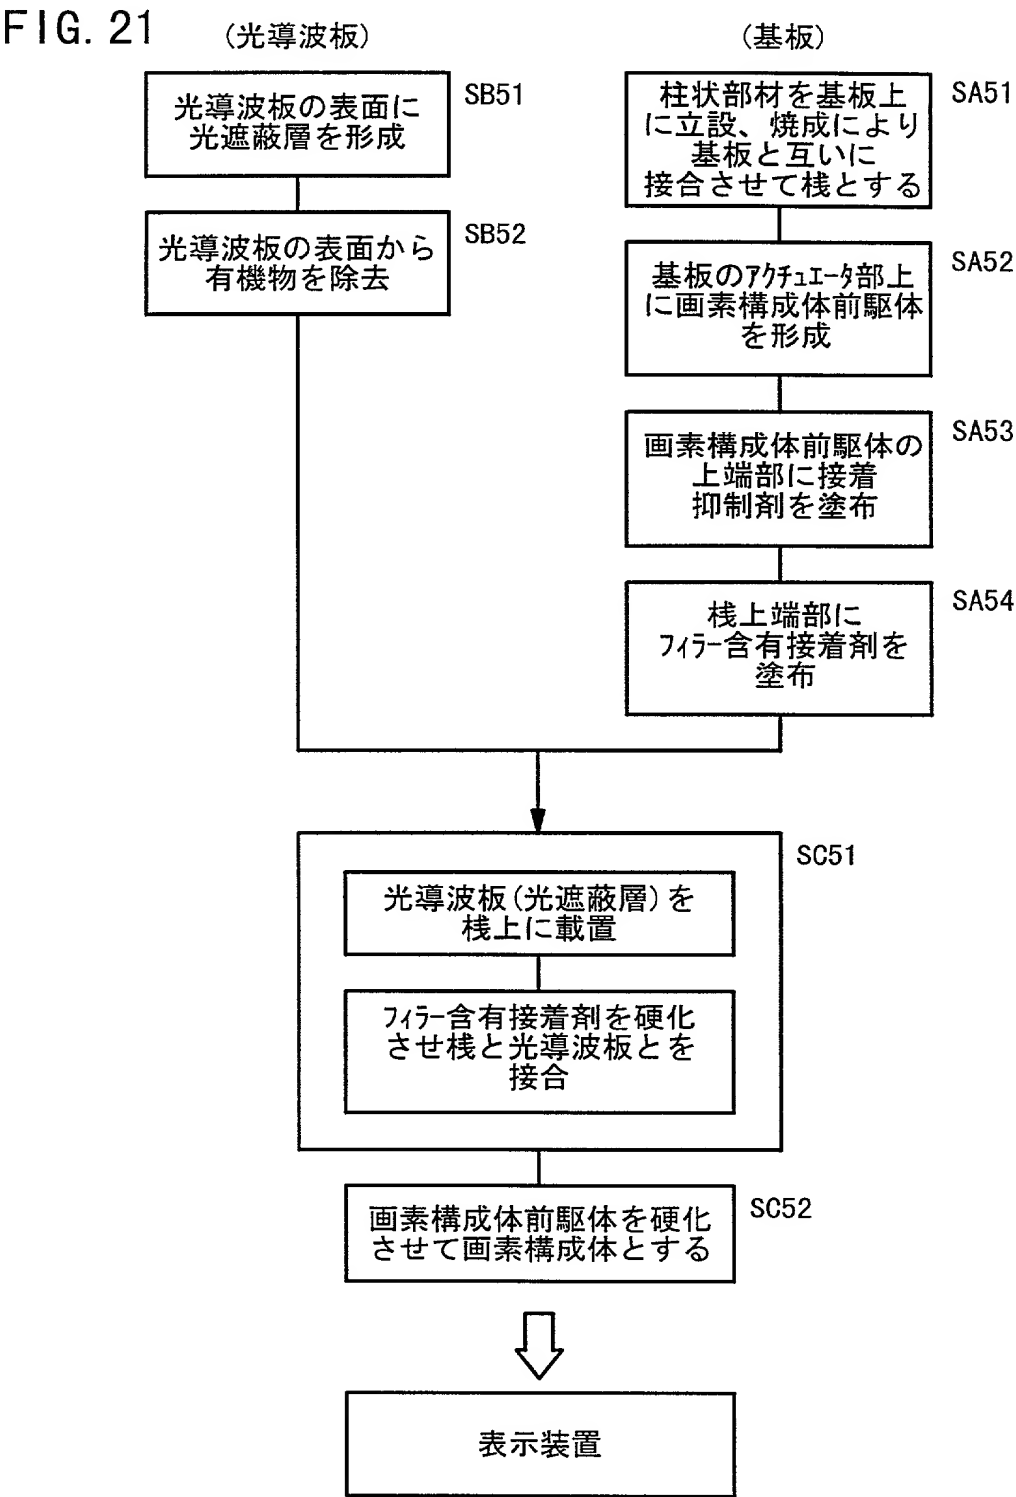 FIG. 21
(光導波板)
光導波板の表面に
光遮蔽層を形成
SB51
光導波板の表面から
有機物を除去
SB52
(基板)
柱状部材を基板上
に立設、焼成により
基板と互いに
接合させて桟とする
SA51
基板のアクチュエータ部上
に画素構成体前駆体
を形成
SA52
画素構成体前駆体の
上端部に接着
抑制剤を塗布
SA53
桟上端部に
フィラー含有接着剤を
塗布
SA54
SC51
光導波板(光遮蔽層)を
桟上に載置
フィラー含有接着剤を硬化
させ桟と光導波板とを
接合
画素構成体前駆体を硬化
させて画素構成体とする
SC52
表示装置